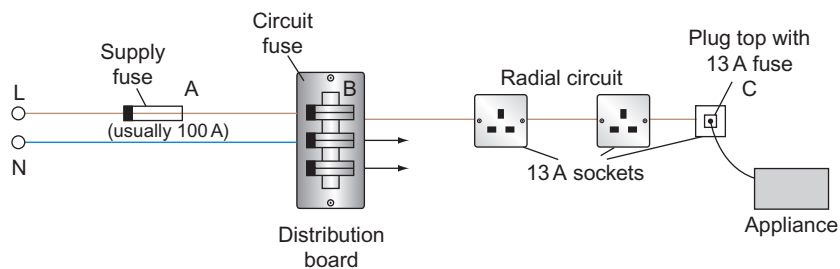 Supply
fuse
A
L
(usually 100 A)
N
Circuit
fuse
B
Distribution
board
Radial circuit
13 A sockets
Plug top with
13 A fuse
C
Appliance